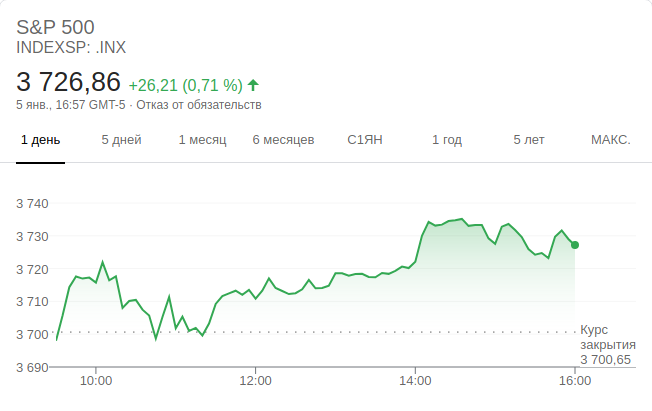 S&P 500
INDEXSP: .INX
3 726,86 +26,21 (0,71 %)
5 янв., 16:57 GMT-5 · Отказ от обязательств
1 день 5 дней 1 месяц 6 месяцев С1ЯН 1 год 5 лет МАКС.
3 740
3 730
3 720
3 710
3 700
3 690
Курс
закрытия
3 700,65
10:00 12:00 14:00 16:00